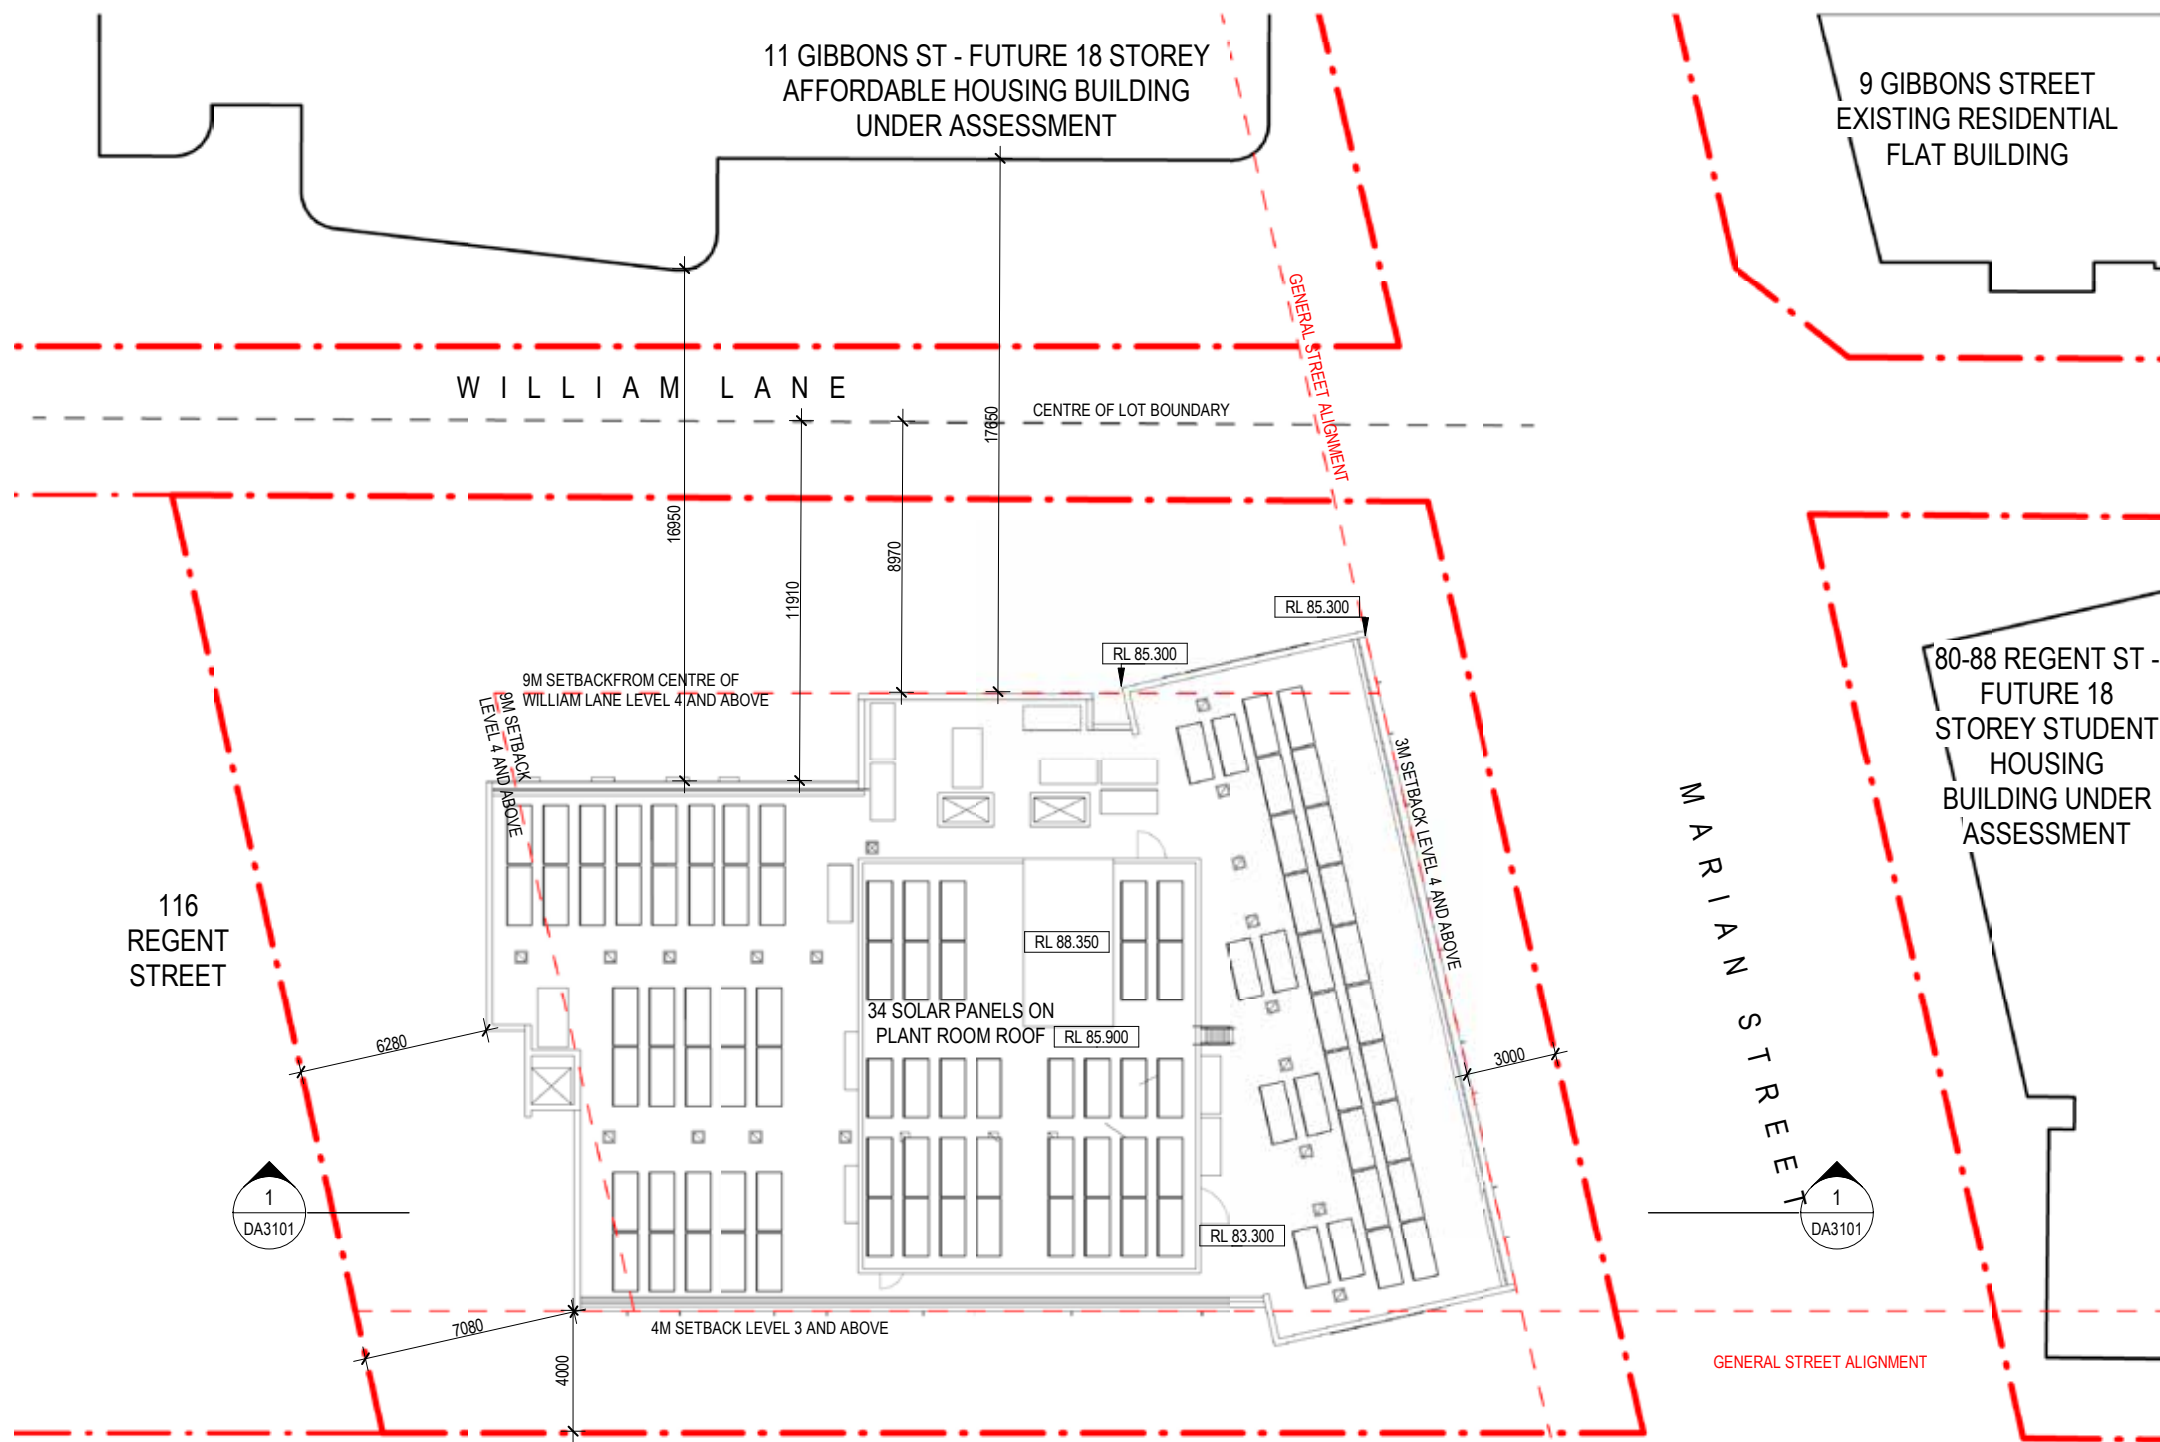 11 GIBBONS ST - FUTURE 18 STOREY
AFFORDABLE HOUSING BUILDING
UNDER ASSESSMENT
9 GIBBONS STREET
EXISTING RESIDENTIAL
FLAT BUILDING
GENERAL STREET ALIGNMENT
WILLIAM LANE
CENTRE OF LOT BOUNDARY
17650
16950
8970
11910
RL 85.300
RL 85.300
9M SETBACKFROM CENTRE OF
WILLIAM LANE LEVEL 4 AND ABOVE
9M SETBACK
LEVEL 4 AND ABOVE
80-88 REGENT ST -
FUTURE 18
STOREY STUDENT
HOUSING
BUILDING UNDER
ASSESSMENT
3M SETBACK LEVEL 4 AND ABOVE
MARIAN STREET
116
REGENT
STREET
RL 88.350
34 SOLAR PANELS ON
PLANT ROOM ROOF
RL 85.900
6280
3000
1
DA3101
1
DA3101
RL 83.300
7080
4M SETBACK LEVEL 3 AND ABOVE
4000
GENERAL STREET ALIGNMENT